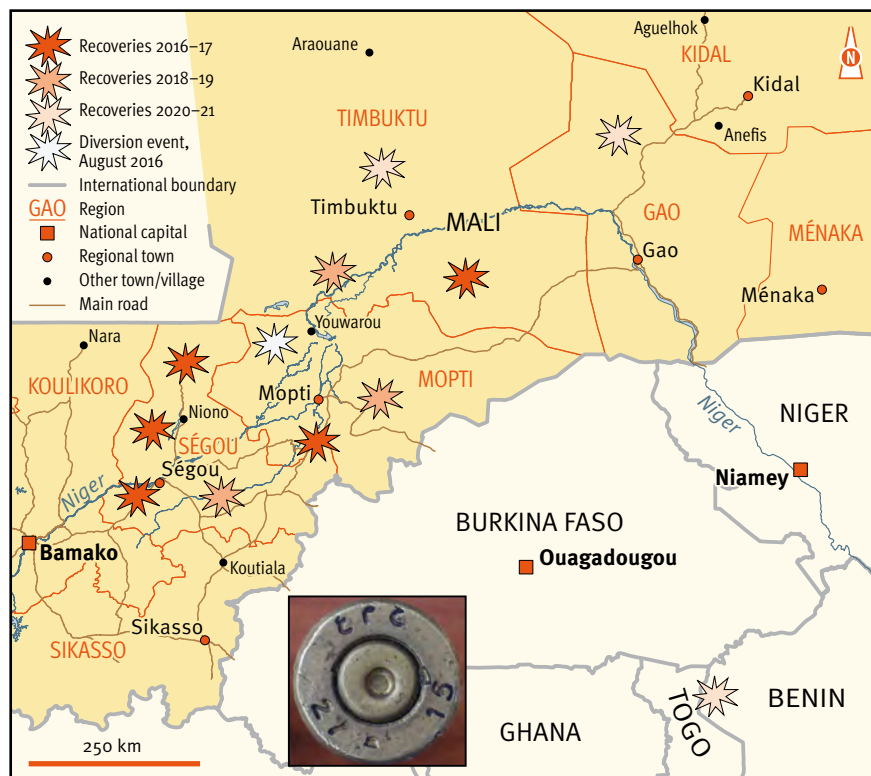 Recoveries 2016–17
Recoveries 2018–19
Recoveries 2020–21
Diversion event,
August 2016
International boundary
GAO Region
National capital
Regional town
Other town/village
Main road
N
Araouane
Aguelhok
KIDAL
Kidal
Anefis
TIMBUKTU
Timbuktu
MALI
GAO
Gao
MÉNAKA
Ménaka
Youwarou
Nara
KOULIKORO
Mopti
MOPTI
Niono
SÉGOU
Ségou
Niger
Niger
NIGER
Niamey
BURKINA FASO
Ouagadougou
Bamako
Koutiala
Sikasso
SIKASSO
15
250 km
GHANA
TOGO
BENIN